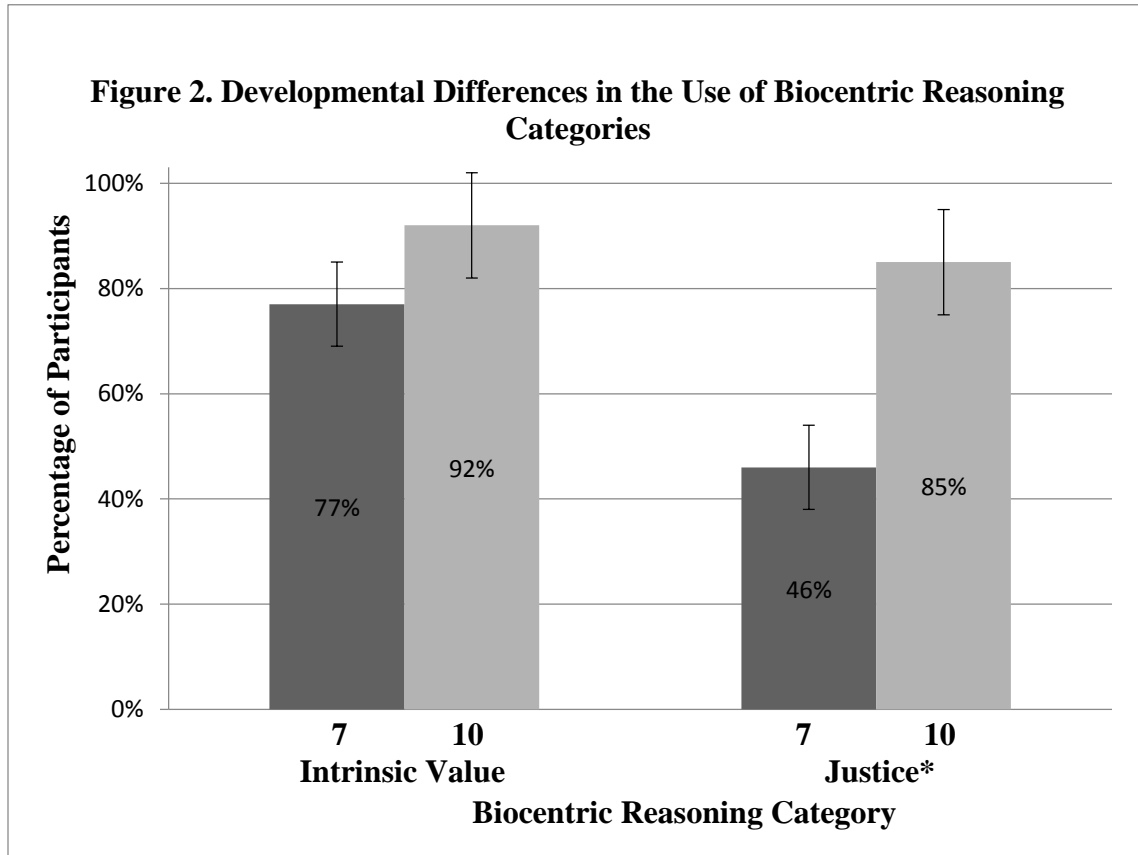 Figure 2. Developmental Differences in the Use of Biocentric Reasoning
Categories
Percentage of Participants
100%
80%
60%
40%
20%
0%
77%
92%
46%
85%
7 10 7 10
Intrinsic Value Justice*
Biocentric Reasoning Category